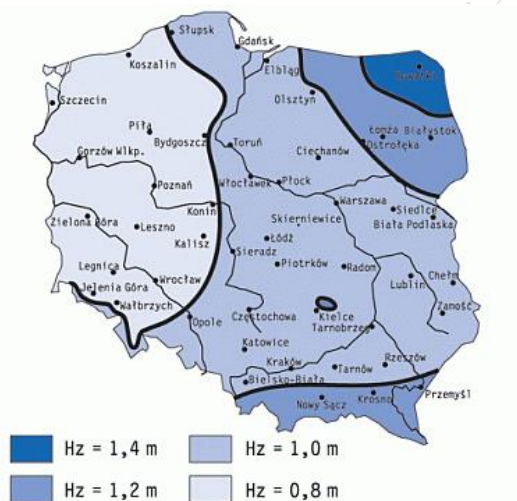 Słupsk
Gdańsk
Koszalin
Elbląg
Suwałki
Szczecin
Olsztyn
Piła
Bydgoszcz
Toruń
Łomża
Białystok
Ostrołęka
Gorzów Wlkp.
Ciechanów
Włocławek
Płock
Poznań
Konin
Warszawa
Siedlce
Zielona Góra
Leszno
Skierniewice
Biała Podlaska
Kalisz
Łódź
Sieradz
Piotrków
Radom
Legnica
Wrocław
Lublin
Chełm
Jelenia Góra
Wałbrzych
Opole
Częstochowa
Kielce
Zamość
Tarnobrzeg
Katowice
Kraków
Tarnów
Rzeszów
Bielsko-Biała
Nowy Sącz
Krosno
Przemyśl
Hz = 1,4 m
Hz = 1,0 m
Hz = 1,2 m
Hz = 0,8 m